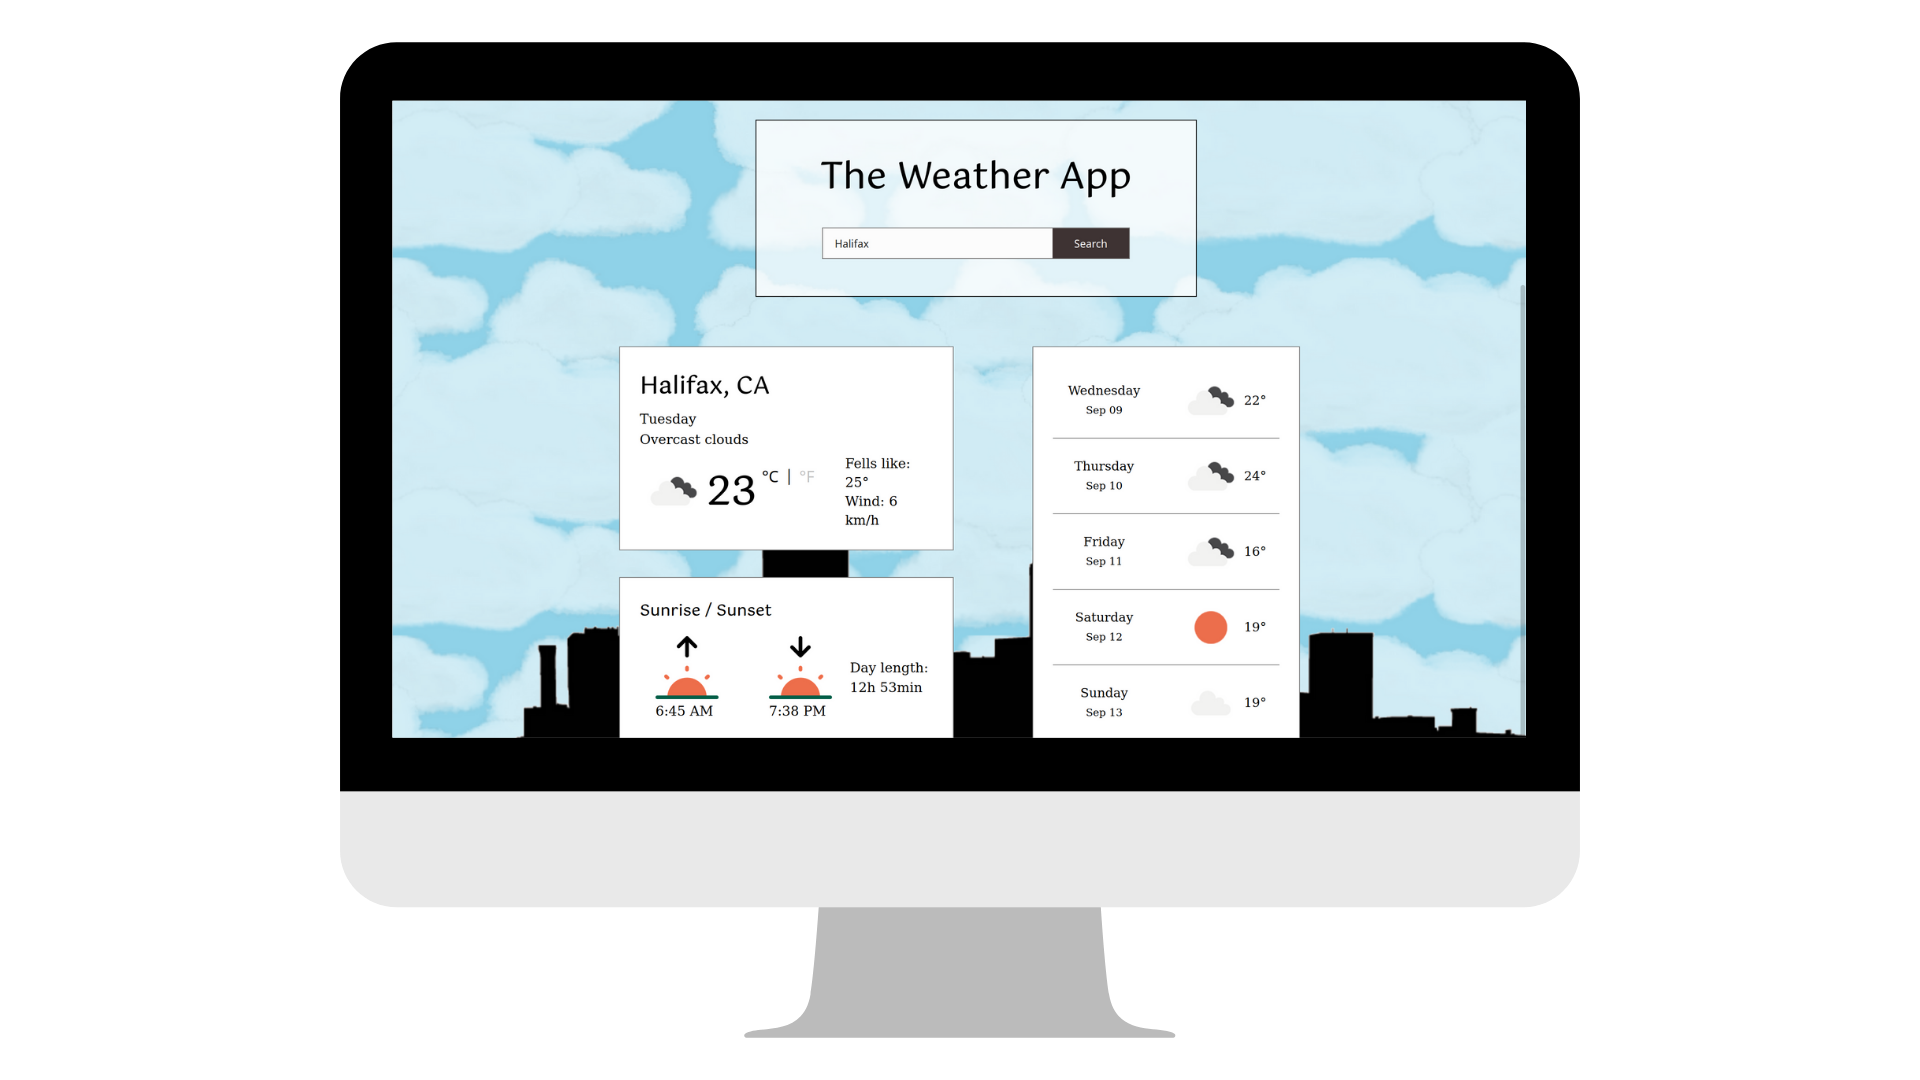 The Weather App
Halifax
Search
Halifax, CA
Tuesday
Overcast clouds
23 °C | °F
Fells like:
25°
Wind: 6
km/h
Sunrise / Sunset
6:45 AM
7:38 PM
Day length:
12h 53min
Wednesday
Sep 09
22°
Thursday
Sep 10
24°
Friday
Sep 11
16°
Saturday
Sep 12
19°
Sunday
Sep 13
19°